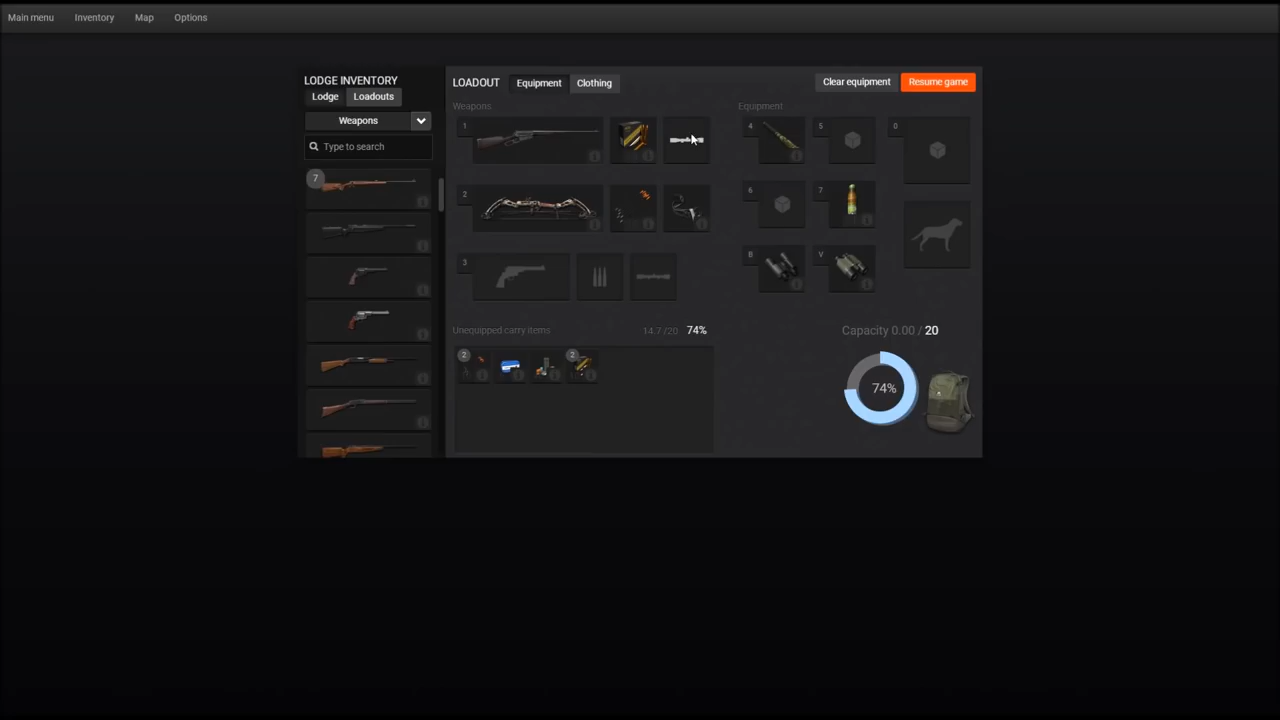 Main menu Inventory Map Options
LODGE INVENTORY
Lodge Loadouts
Weapons
Type to search
7
LOADOUT Equipment Clothing Clear equipment Resume game
Weapons Equipment
1 4 5 0
2 6 7
3 B V
Unequipped carry items 14.7 /20 74%
Capacity 0.00 / 20
2 2
74%